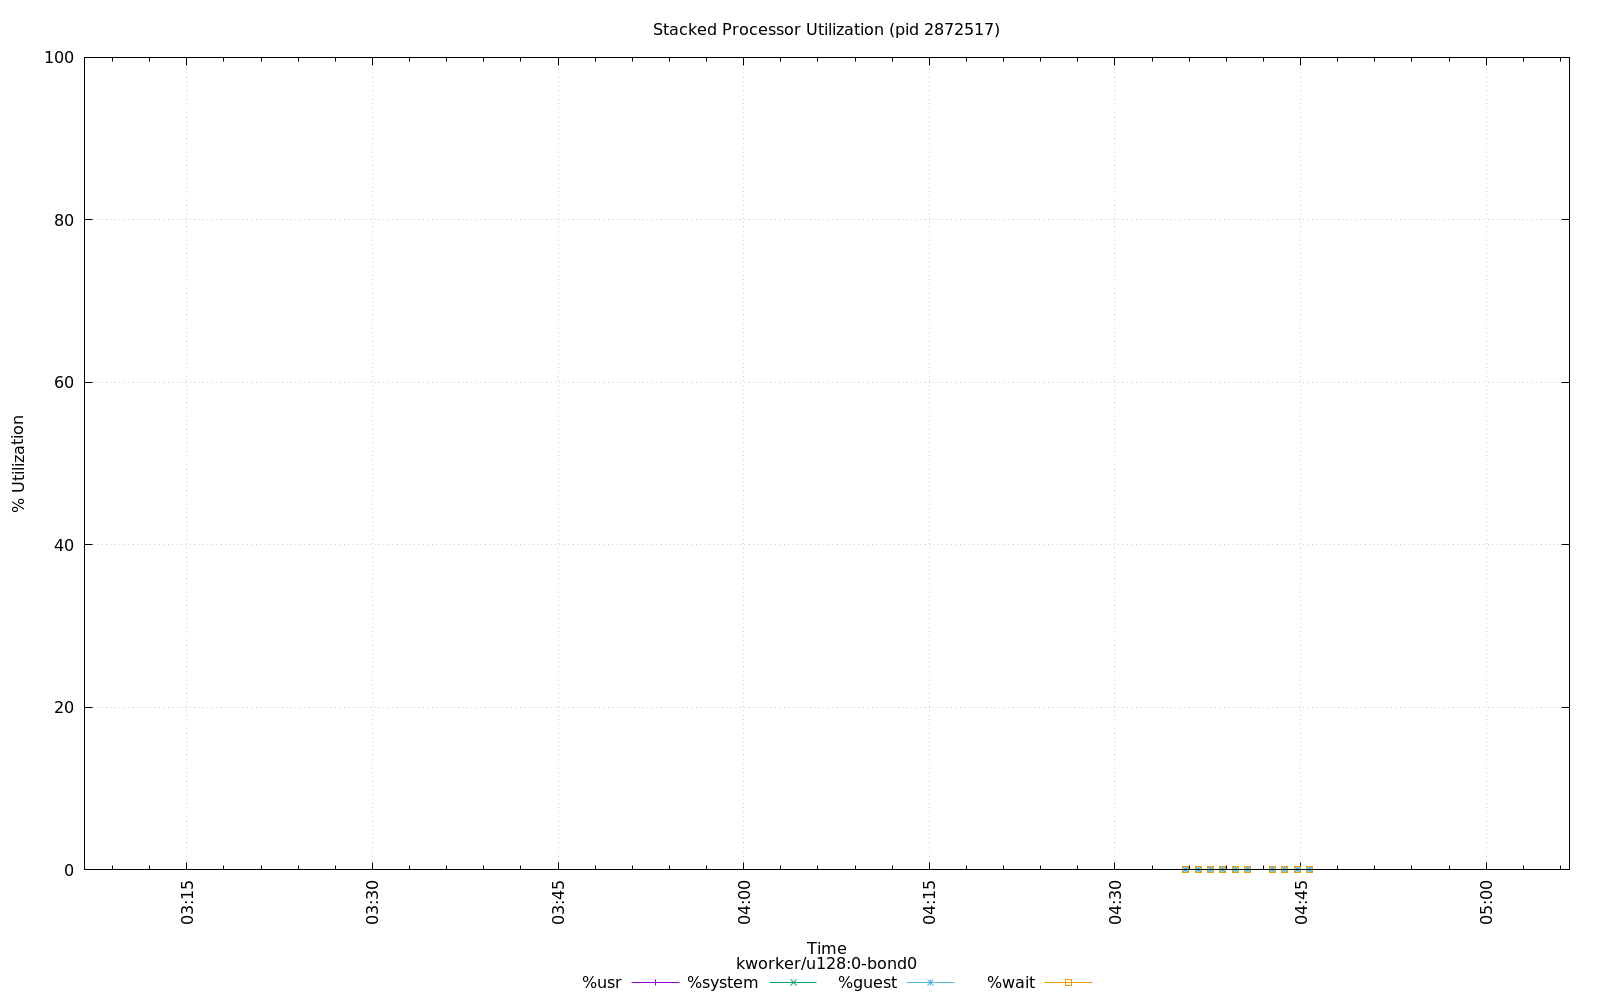 Stacked Processor Utilization (pid 2872517)
100
80
60
40
20
0
% Utilization
03:15
03:30
03:45
04:00
04:15
04:30
04:45
05:00
Time
kworker/u128:0-bond0
%usr %system %guest %wait